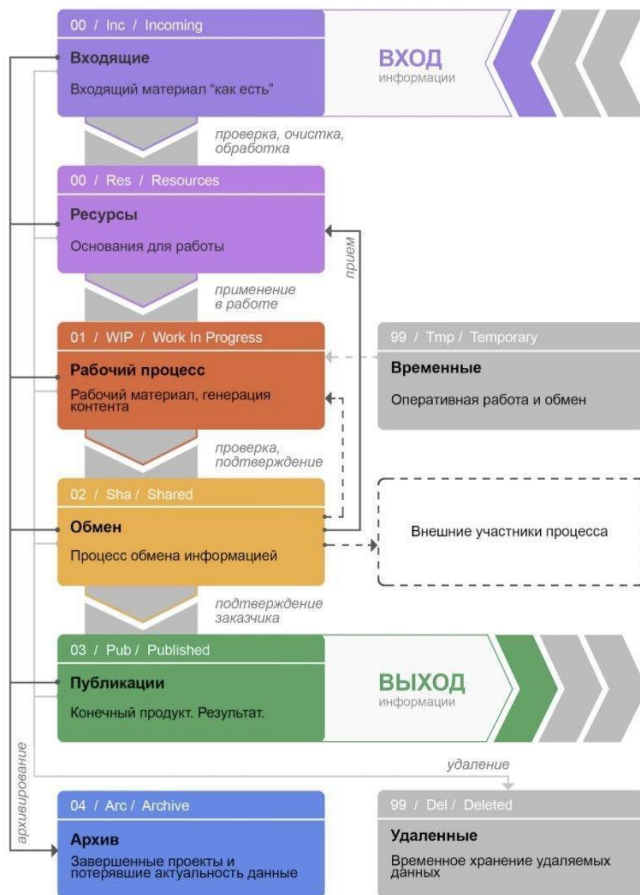 00 / Inc / Incoming
Входящие
Входящий материал “как есть”
ВХОД
информации
проверка, очистка,
обработка
00 / Res / Resources
Ресурсы
Основания для работы
прием
применение
в работе
01 / WIP / Work In Progress
Рабочий процесс
Рабочий материал, генерация
контента
99 / Tmp / Temporary
Временные
Оперативная работа и обмен
проверка,
подтверждение
02 / Sha / Shared
Обмен
Процесс обмена информацией
Внешние участники процесса
подтверждение
заказчика
03 / Pub / Published
Публикации
Конечный продукт. Результат.
ВЫХОД
информации
архивирование
удаление
04 / Arc / Archive
Архив
Завершенные проекты и
потерявшие актуальность данные
99 / Del / Deleted
Удаленные
Временное хранение удаляемых
данных